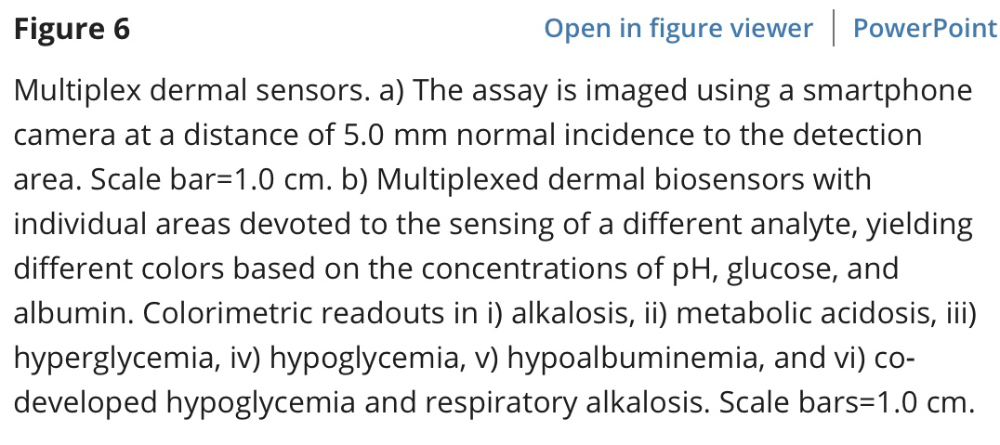 Figure 6 Open in figure viewer | PowerPoint
Multiplex dermal sensors. a) The assay is imaged using a smartphone
camera at a distance of 5.0 mm normal incidence to the detection
area. Scale bar=1.0 cm. b) Multiplexed dermal biosensors with
individual areas devoted to the sensing of a different analyte, yielding
different colors based on the concentrations of pH, glucose, and
albumin. Colorimetric readouts in i) alkalosis, ii) metabolic acidosis, iii)
hyperglycemia, iv) hypoglycemia, v) hypoalbuminemia, and vi) co-
developed hypoglycemia and respiratory alkalosis. Scale bars=1.0 cm.